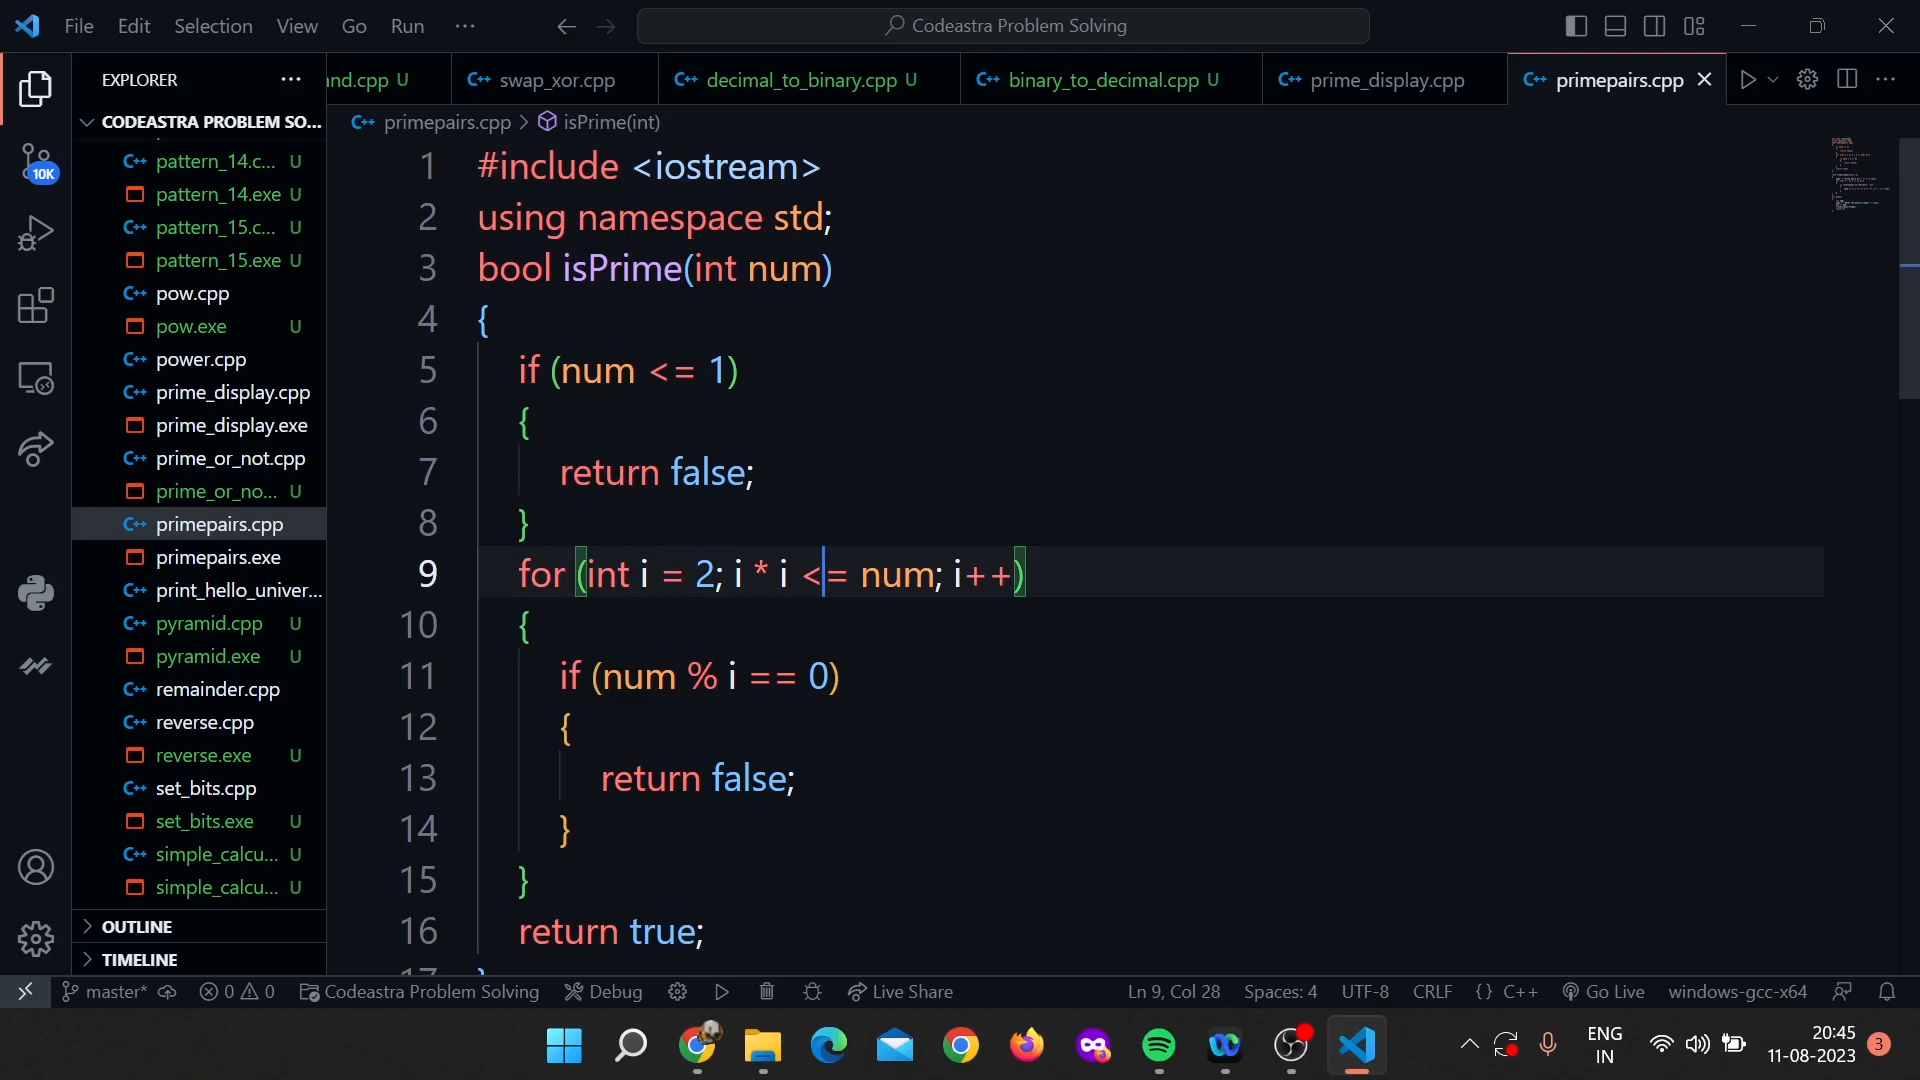 File Edit Selection View Go Run ···
Codeastra Problem Solving
EXPLORER
nd.cpp U
swap_xor.cpp
decimal_to_binary.cpp U
binary_to_decimal.cpp U
prime_display.cpp
primepairs.cpp
CODEASTRA PROBLEM SO...
primepairs.cpp > isPrime(int)
10K
pattern_14.c... U
pattern_14.exe U
pattern_15.c... U
pattern_15.exe U
pow.cpp
pow.exe U
power.cpp
prime_display.cpp
prime_display.exe
prime_or_not.cpp
prime_or_no... U
primepairs.cpp
primepairs.exe
print_hello_univer...
pyramid.cpp U
pyramid.exe U
remainder.cpp
reverse.cpp
reverse.exe U
set_bits.cpp
set_bits.exe U
simple_calcu... U
simple_calcu... U
OUTLINE
TIMELINE
1 #include <iostream>
2 using namespace std;
3 bool isPrime(int num)
4 {
5 if (num <= 1)
6 {
7 return false;
8 }
9 for (int i = 2; i * i <= num; i++)
10 {
11 if (num % i == 0)
12 {
13 return false;
14 }
15 }
16 return true;
17 }
master* 0 0 Codeastra Problem Solving Debug Live Share Ln 9, Col 28 Spaces: 4 UTF-8 CRLF {} C++ Go Live windows-gcc-x64
ENG
IN
20:45
11-08-2023
3